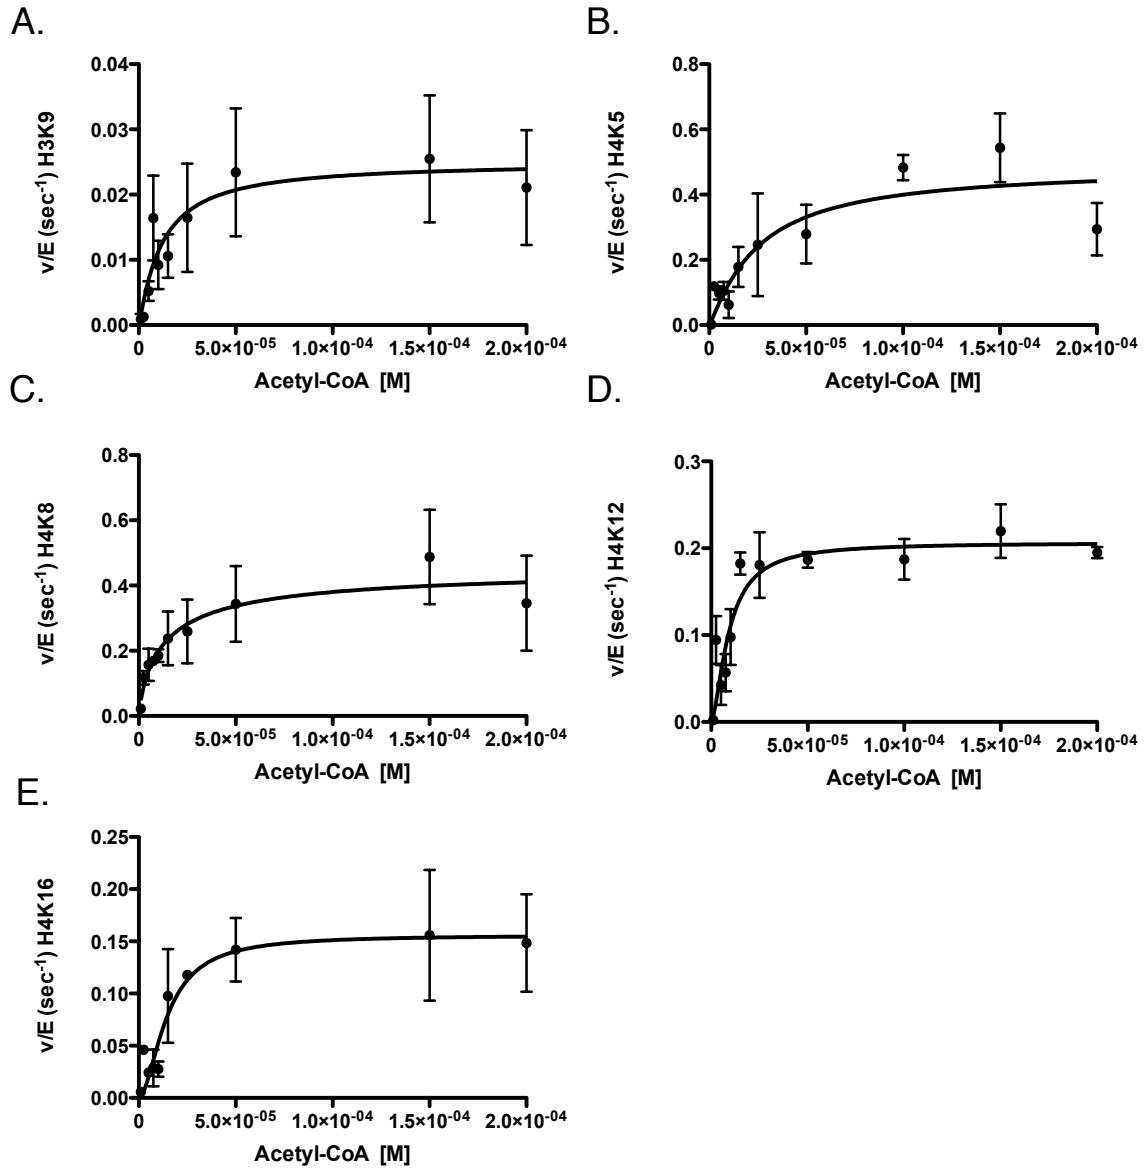 A.
v/E (sec⁻¹) H3K9
0.04
0.03
0.02
0.01
0.00
0 5.0×10⁻⁰⁵ 1.0×10⁻⁰⁴ 1.5×10⁻⁰⁴ 2.0×10⁻⁰⁴
Acetyl-CoA [M]
B.
v/E (sec⁻¹) H4K5
0.8
0.6
0.4
0.2
0.0
0 5.0×10⁻⁰⁵ 1.0×10⁻⁰⁴ 1.5×10⁻⁰⁴ 2.0×10⁻⁰⁴
Acetyl-CoA [M]
C.
v/E (sec⁻¹) H4K8
0.8
0.6
0.4
0.2
0.0
0 5.0×10⁻⁰⁵ 1.0×10⁻⁰⁴ 1.5×10⁻⁰⁴ 2.0×10⁻⁰⁴
Acetyl-CoA [M]
D.
v/E (sec⁻¹) H4K12
0.3
0.2
0.1
0.0
0 5.0×10⁻⁰⁵ 1.0×10⁻⁰⁴ 1.5×10⁻⁰⁴ 2.0×10⁻⁰⁴
Acetyl-CoA [M]
E.
v/E (sec⁻¹) H4K16
0.25
0.20
0.15
0.10
0.05
0.00
0 5.0×10⁻⁰⁵ 1.0×10⁻⁰⁴ 1.5×10⁻⁰⁴ 2.0×10⁻⁰⁴
Acetyl-CoA [M]